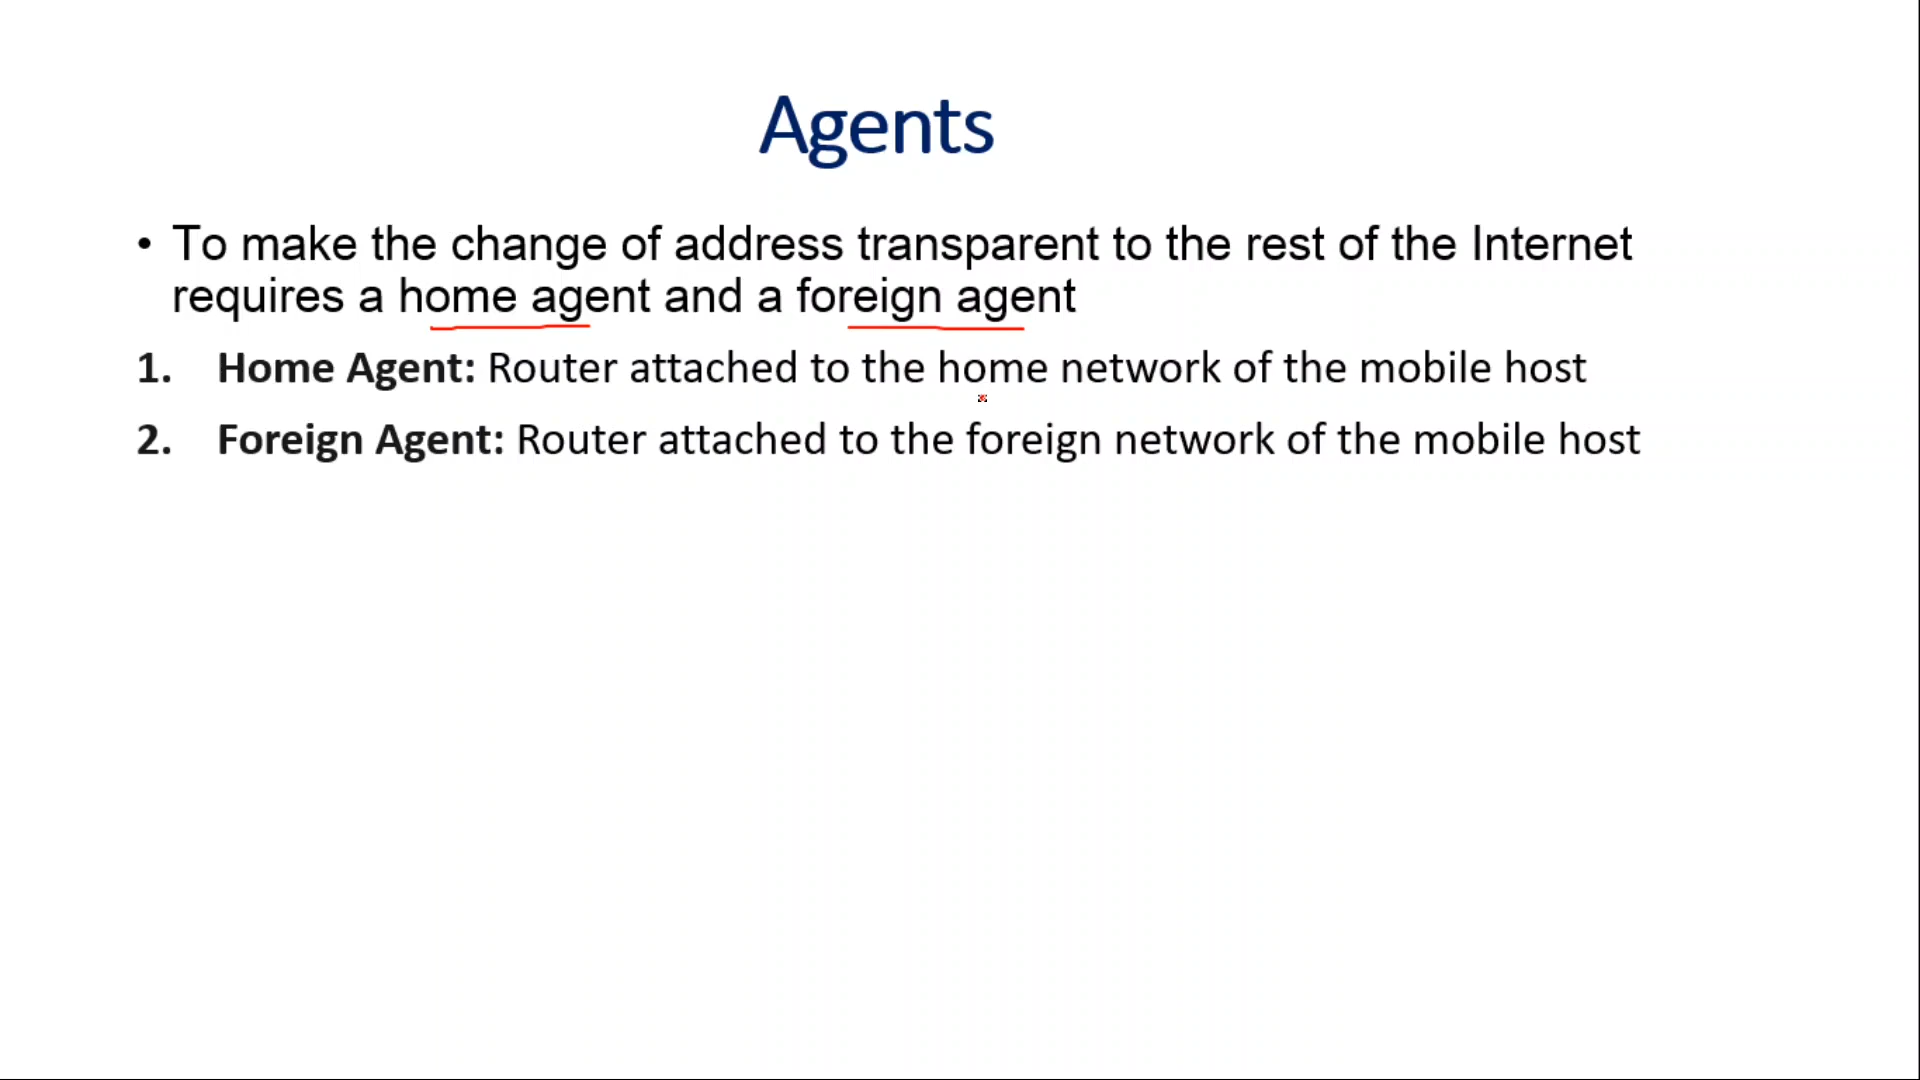 Agents
• To make the change of address transparent to the rest of the Internet
requires a home agent and a foreign agent
1. Home Agent: Router attached to the home network of the mobile host
2. Foreign Agent: Router attached to the foreign network of the mobile host